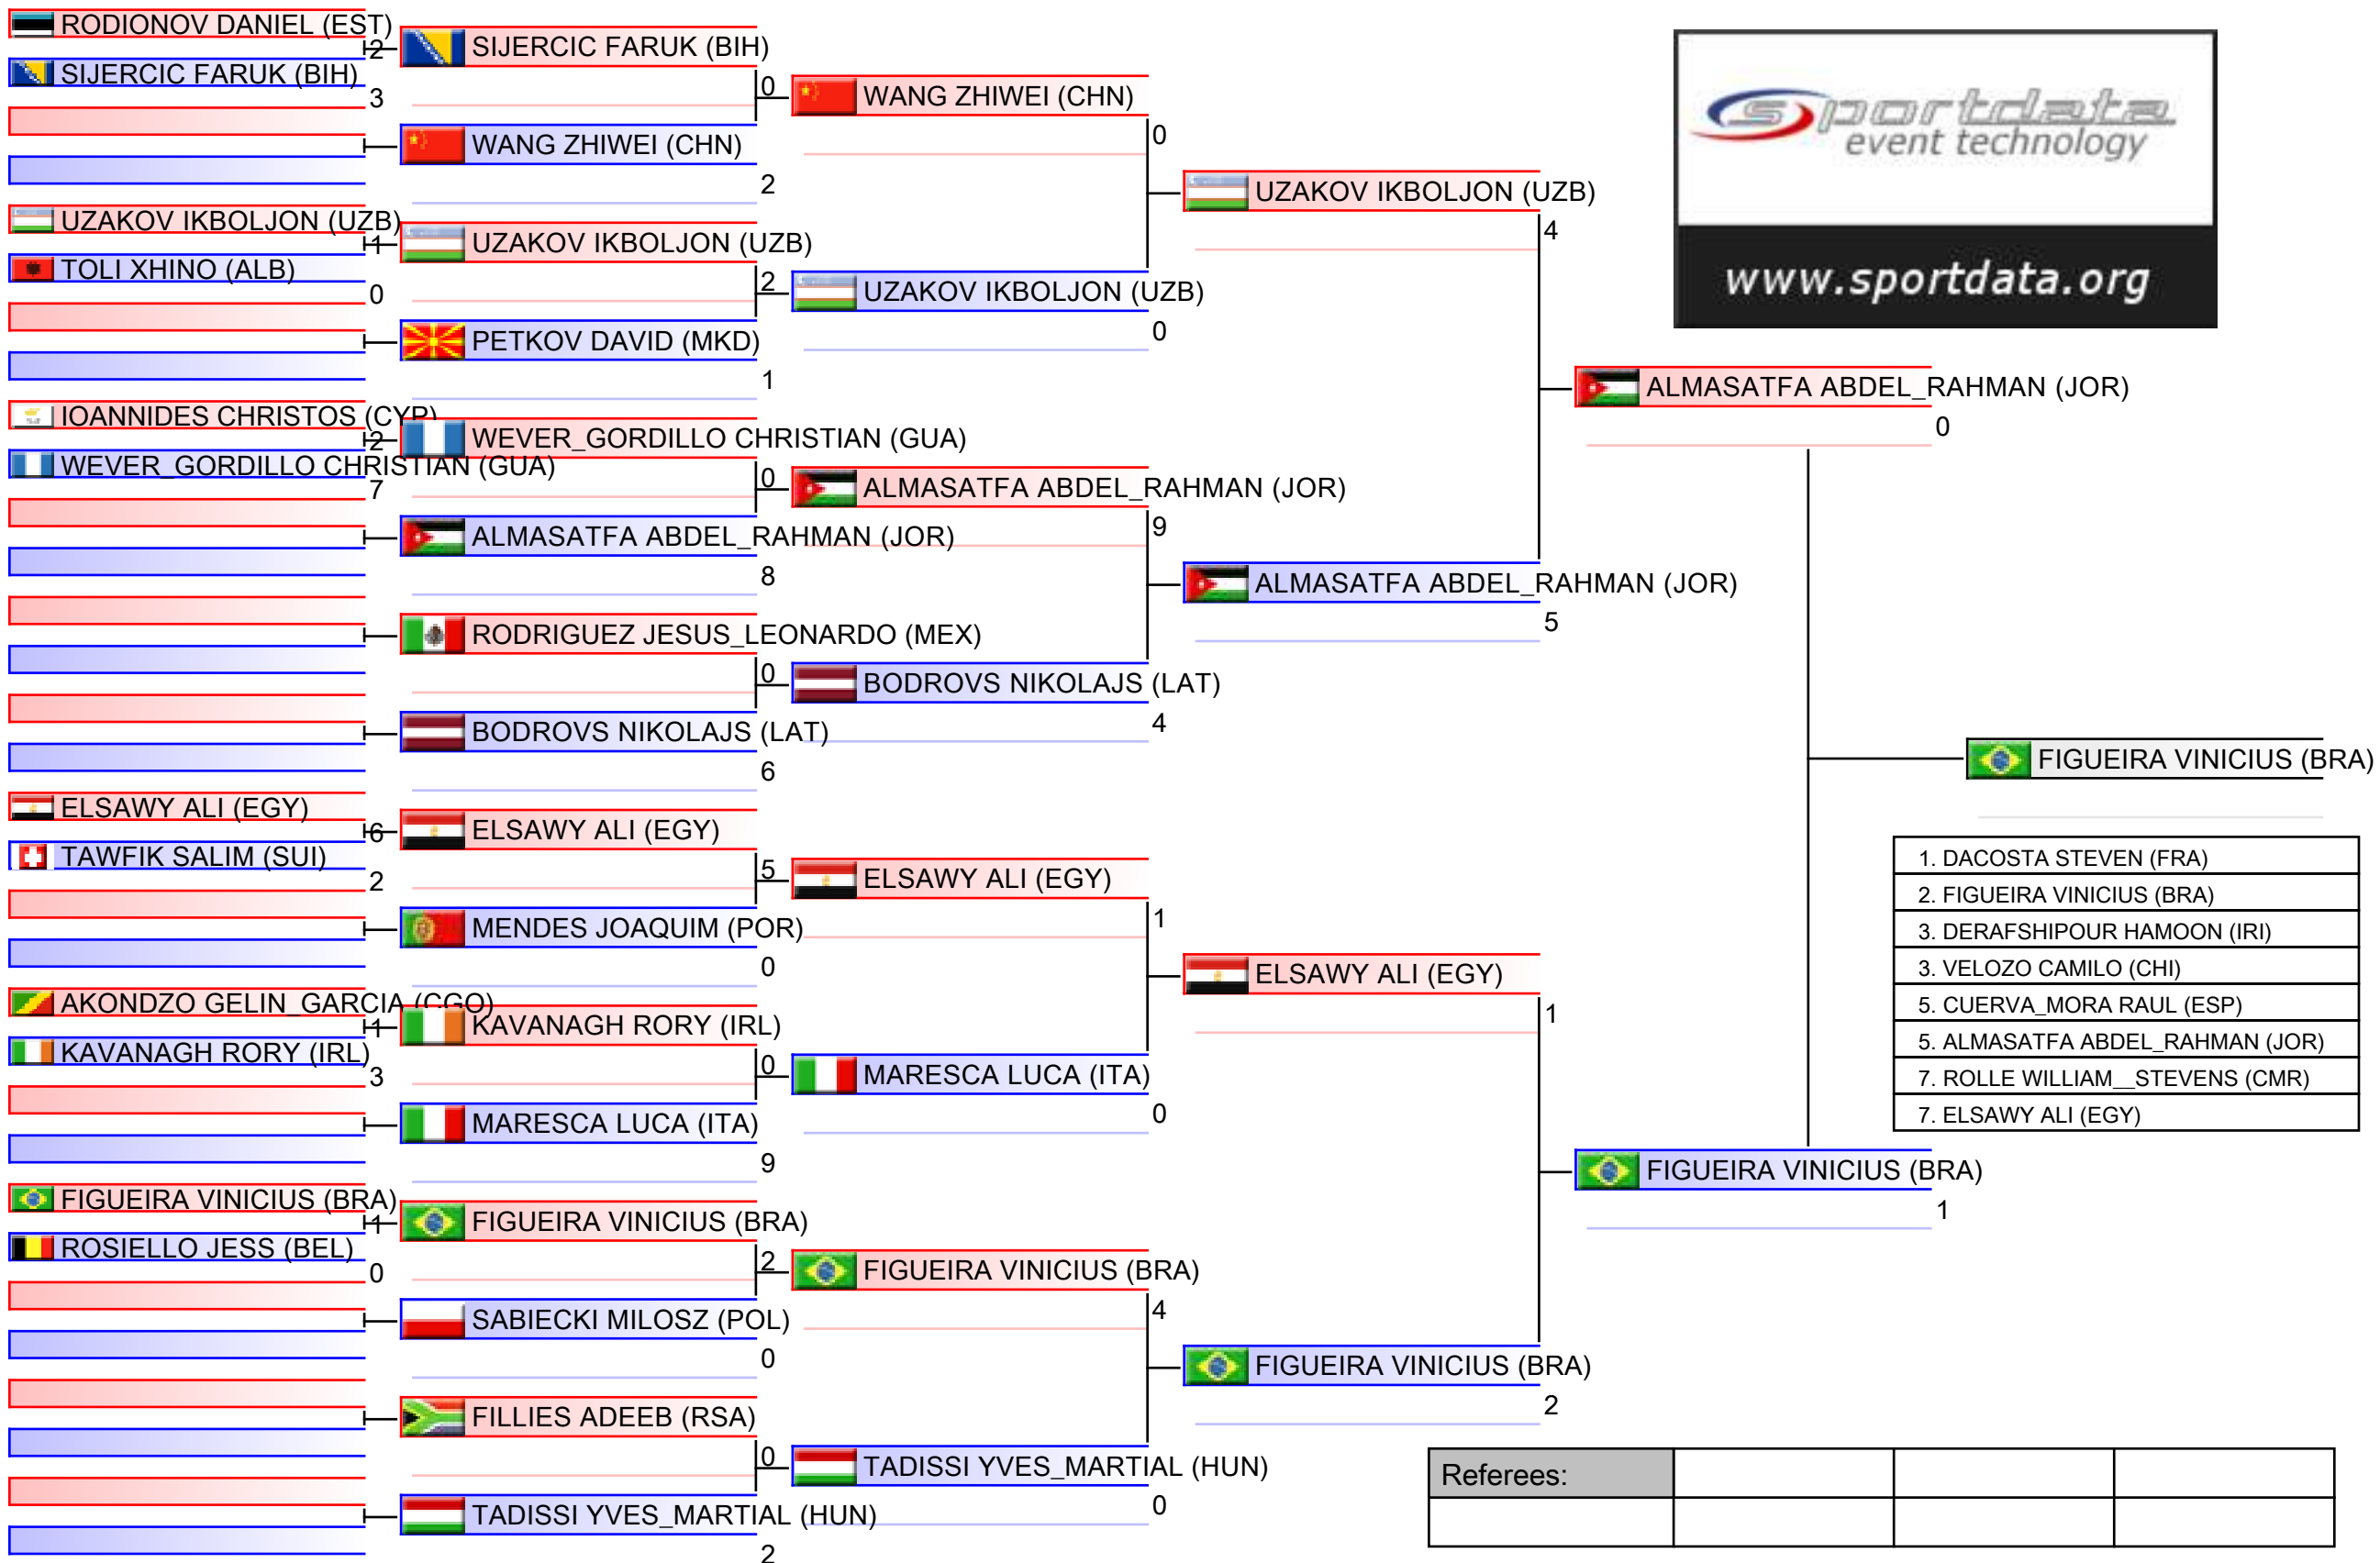 RODIONOV DANIEL (EST)
2
SIJERCIC FARUK (BIH)
3
UZAKOV IKBOLJON (UZB)
1
TOLI XHINO (ALB)
0
IOANNIDES CHRISTOS (CYP)
2
WEVER_GORDILLO CHRISTIAN (GUA)
7
ELSAWY ALI (EGY)
6
TAWFIK SALIM (SUI)
2
AKONDZO GELIN_GARCIA (CGO)
1
KAVANAGH RORY (IRL)
3
FIGUEIRA VINICIUS (BRA)
1
ROSIELLO JESS (BEL)
0
SIJERCIC FARUK (BIH)
0
WANG ZHIWEI (CHN)
2
UZAKOV IKBOLJON (UZB)
2
PETKOV DAVID (MKD)
1
WEVER_GORDILLO CHRISTIAN (GUA)
0
ALMASATFA ABDEL_RAHMAN (JOR)
8
RODRIGUEZ JESUS_LEONARDO (MEX)
0
BODROVS NIKOLAJS (LAT)
6
ELSAWY ALI (EGY)
5
MENDES JOAQUIM (POR)
0
KAVANAGH RORY (IRL)
0
MARESCA LUCA (ITA)
9
FIGUEIRA VINICIUS (BRA)
2
SABIECKI MILOSZ (POL)
0
FILLIES ADEEB (RSA)
0
TADISSI YVES_MARTIAL (HUN)
2
WANG ZHIWEI (CHN)
0
UZAKOV IKBOLJON (UZB)
0
ALMASATFA ABDEL_RAHMAN (JOR)
9
BODROVS NIKOLAJS (LAT)
4
ELSAWY ALI (EGY)
1
MARESCA LUCA (ITA)
0
FIGUEIRA VINICIUS (BRA)
4
TADISSI YVES_MARTIAL (HUN)
0
UZAKOV IKBOLJON (UZB)
4
ALMASATFA ABDEL_RAHMAN (JOR)
5
ELSAWY ALI (EGY)
1
FIGUEIRA VINICIUS (BRA)
2
ALMASATFA ABDEL_RAHMAN (JOR)
0
FIGUEIRA VINICIUS (BRA)
1
FIGUEIRA VINICIUS (BRA)
sportdata
event technology
www.sportdata.org
1. DACOSTA STEVEN (FRA)
2. FIGUEIRA VINICIUS (BRA)
3. DERAFSHIPOUR HAMOON (IRI)
3. VELOZO CAMILO (CHI)
5. CUERVA_MORA RAUL (ESP)
5. ALMASATFA ABDEL_RAHMAN (JOR)
7. ROLLE WILLIAM__STEVENS (CMR)
7. ELSAWY ALI (EGY)
Referees: